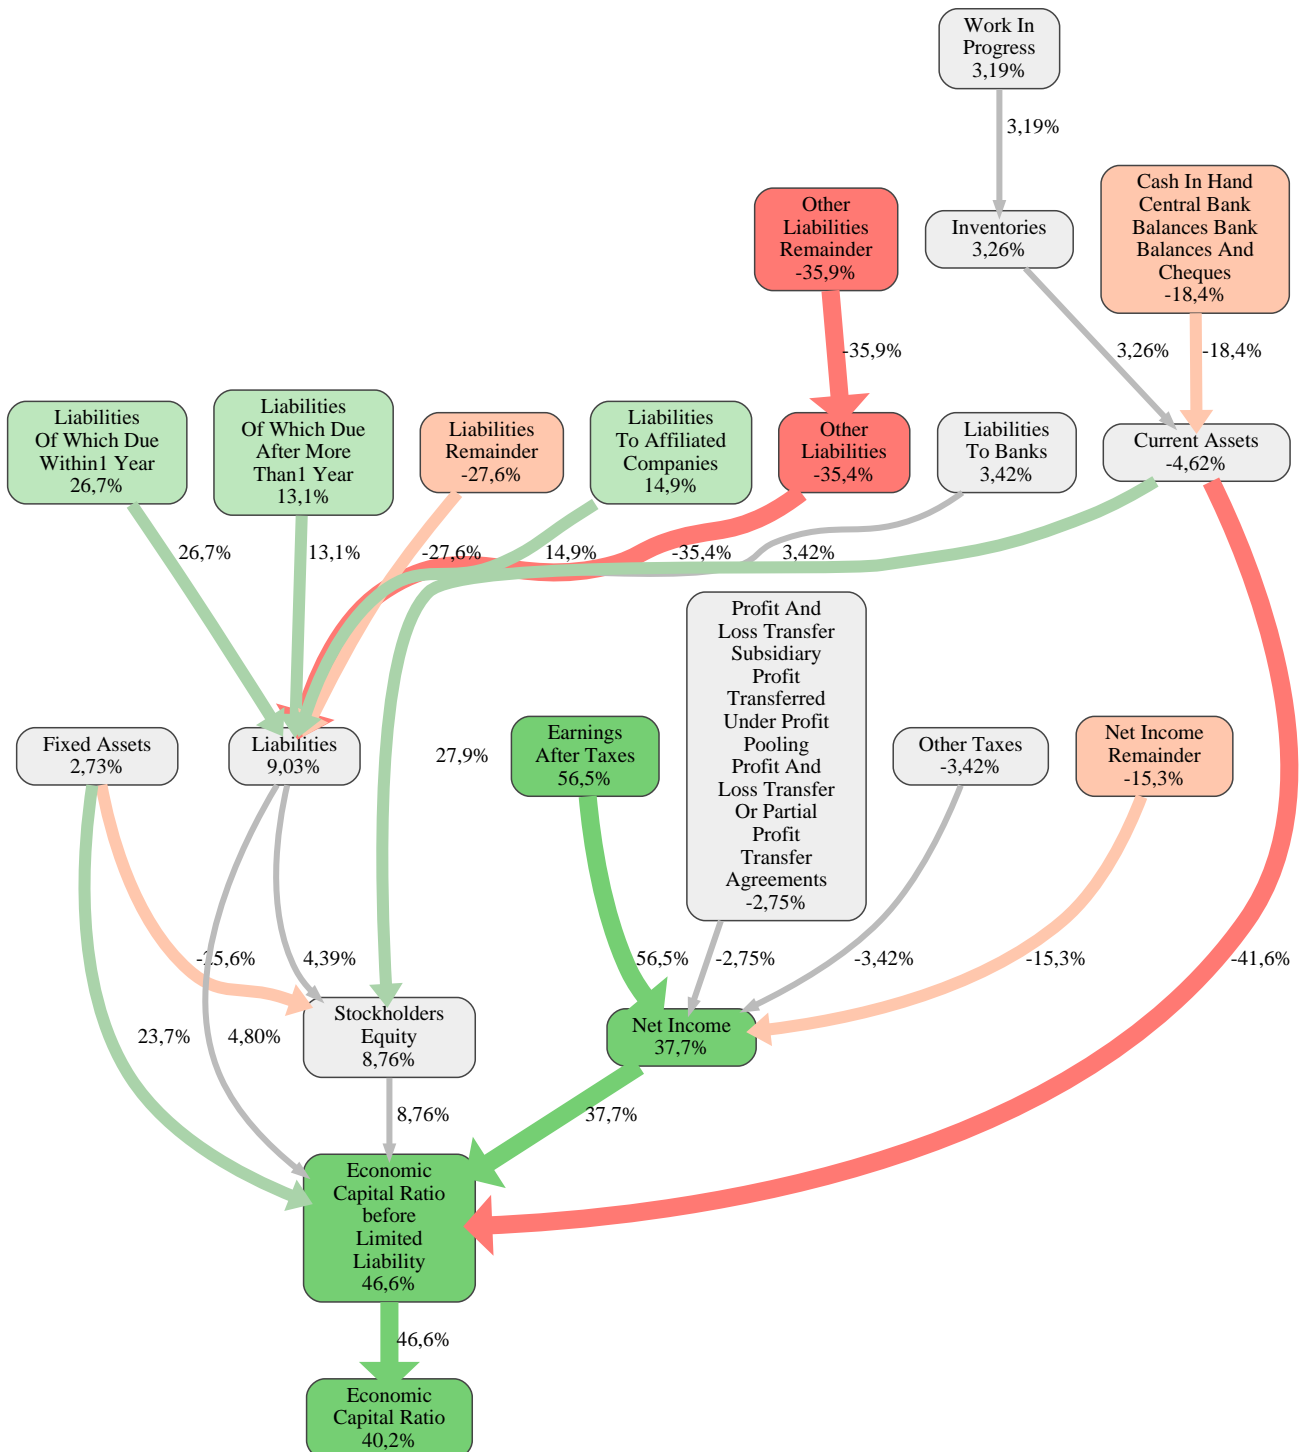 Work In
Progress
3,19%
3,19%
Other
Liabilities
Remainder
-35,9%
Inventories
3,26%
Cash In Hand
Central Bank
Balances Bank
Balances And
Cheques
-18,4%
-35,9%
3,26%
-18,4%
Liabilities
Of Which Due
Within1 Year
26,7%
Liabilities
Of Which Due
After More
Than1 Year
13,1%
Liabilities
Remainder
-27,6%
Liabilities
To Affiliated
Companies
14,9%
Other
Liabilities
-35,4%
Liabilities
To Banks
3,42%
Current Assets
-4,62%
26,7%
13,1%
-27,6%
14,9%
-35,4%
3,42%
Fixed Assets
2,73%
Liabilities
9,03%
27,9%
Earnings
After Taxes
56,5%
Profit And
Loss Transfer
Subsidiary
Profit
Transferred
Under Profit
Pooling
Profit And
Loss Transfer
Or Partial
Profit
Transfer
Agreements
-2,75%
Other Taxes
-3,42%
Net Income
Remainder
-15,3%
-25,6%
4,39%
56,5%
-2,75%
-3,42%
-15,3%
-41,6%
23,7%
4,80%
Stockholders
Equity
8,76%
Net Income
37,7%
8,76%
37,7%
Economic
Capital Ratio
before
Limited
Liability
46,6%
46,6%
Economic
Capital Ratio
40,2%